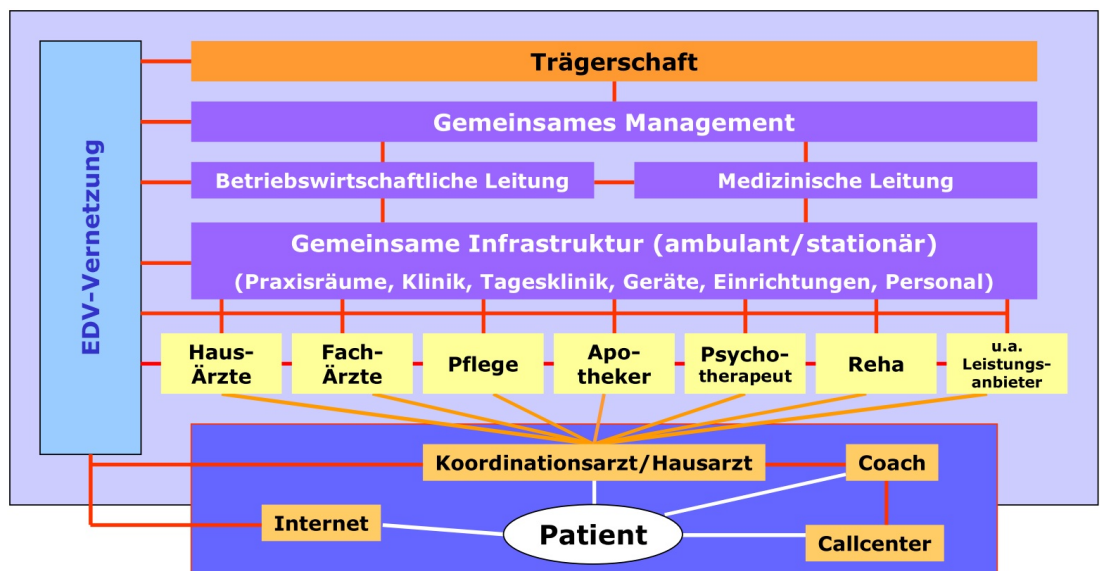 EDV-Vernetzung
Trägerschaft
Gemeinsames Management
Betriebswirtschaftliche Leitung
Medizinische Leitung
Gemeinsame Infrastruktur (ambulant/stationär)
(Praxisräume, Klinik, Tagesklinik, Geräte, Einrichtungen, Personal)
Haus-
Ärzte
Fach-
Ärzte
Pflege
Apo-
theker
Psycho-
therapeut
Reha
u.a.
Leistungs-
anbieter
Koordinationsarzt/Hausarzt
Coach
Internet
Patient
Callcenter